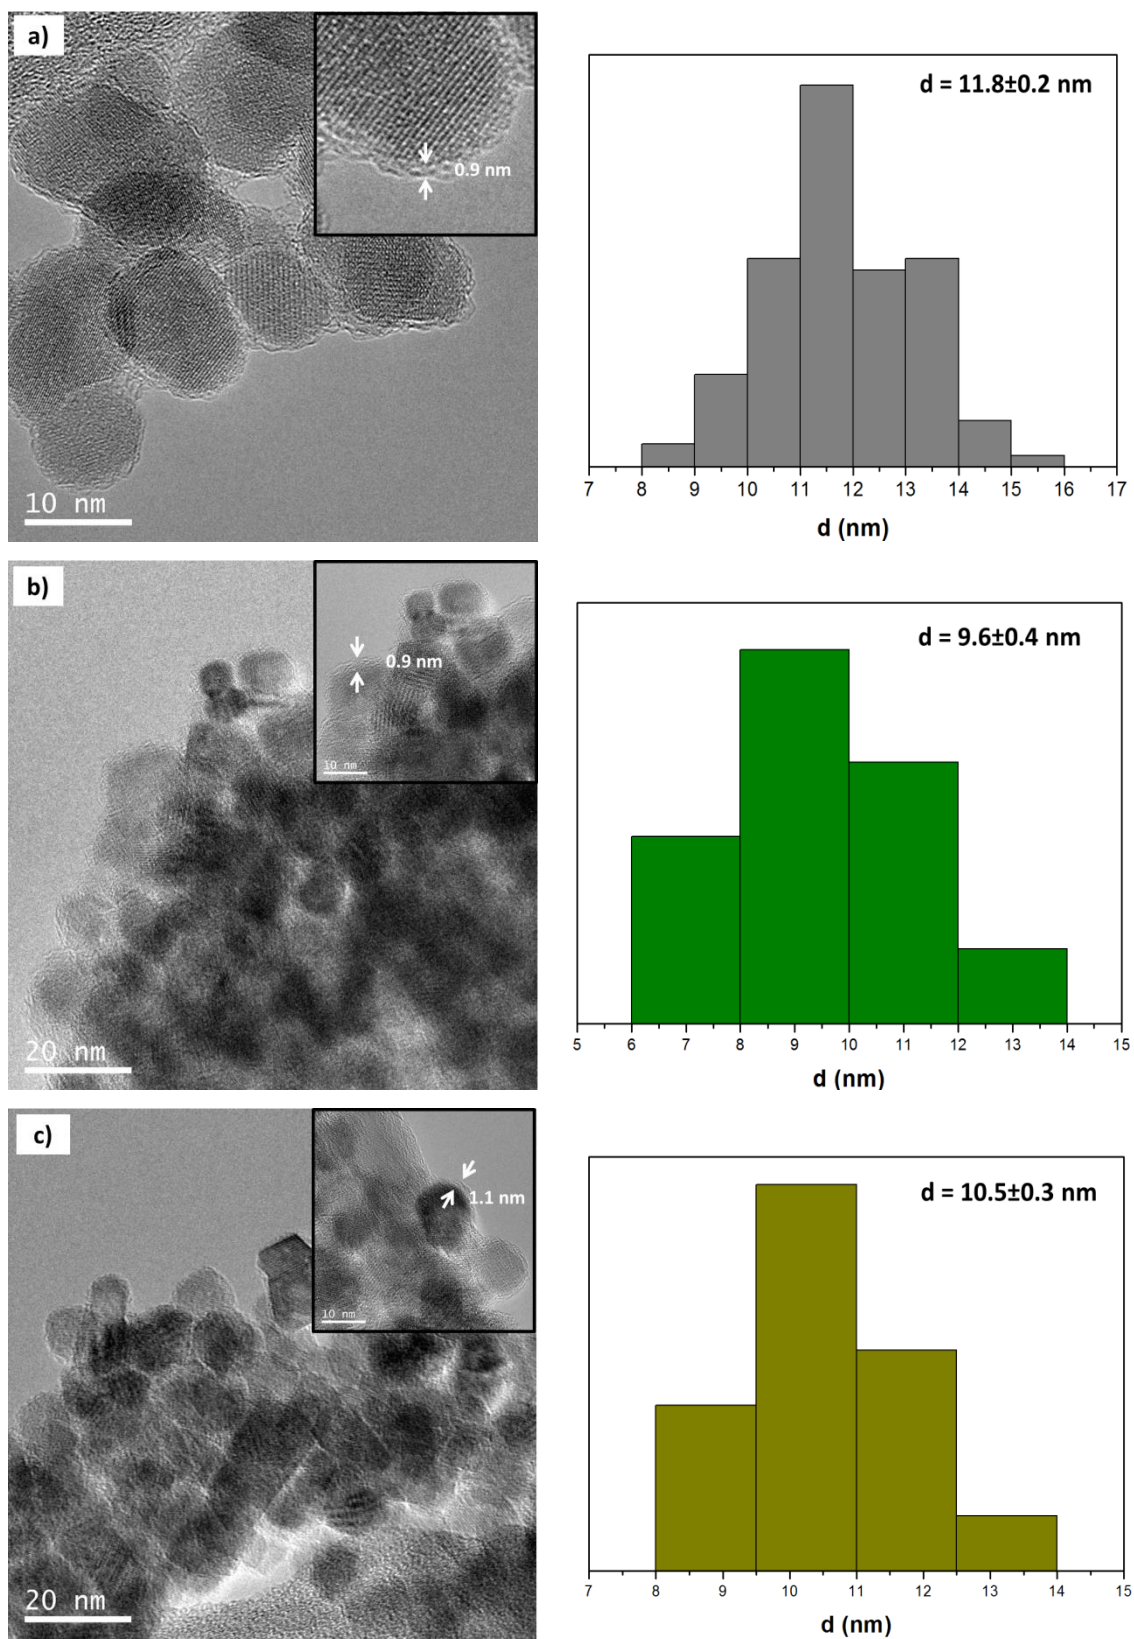 a)
0.9 nm
10 nm
d = 11.8±0.2 nm
7 8 9 10 11 12 13 14 15 16 17
d (nm)
b)
0.9 nm
10 nm
20 nm
d = 9.6±0.4 nm
5 6 7 8 9 10 11 12 13 14 15
d (nm)
c)
1.1 nm
10 nm
20 nm
d = 10.5±0.3 nm
7 8 9 10 11 12 13 14 15
d (nm)